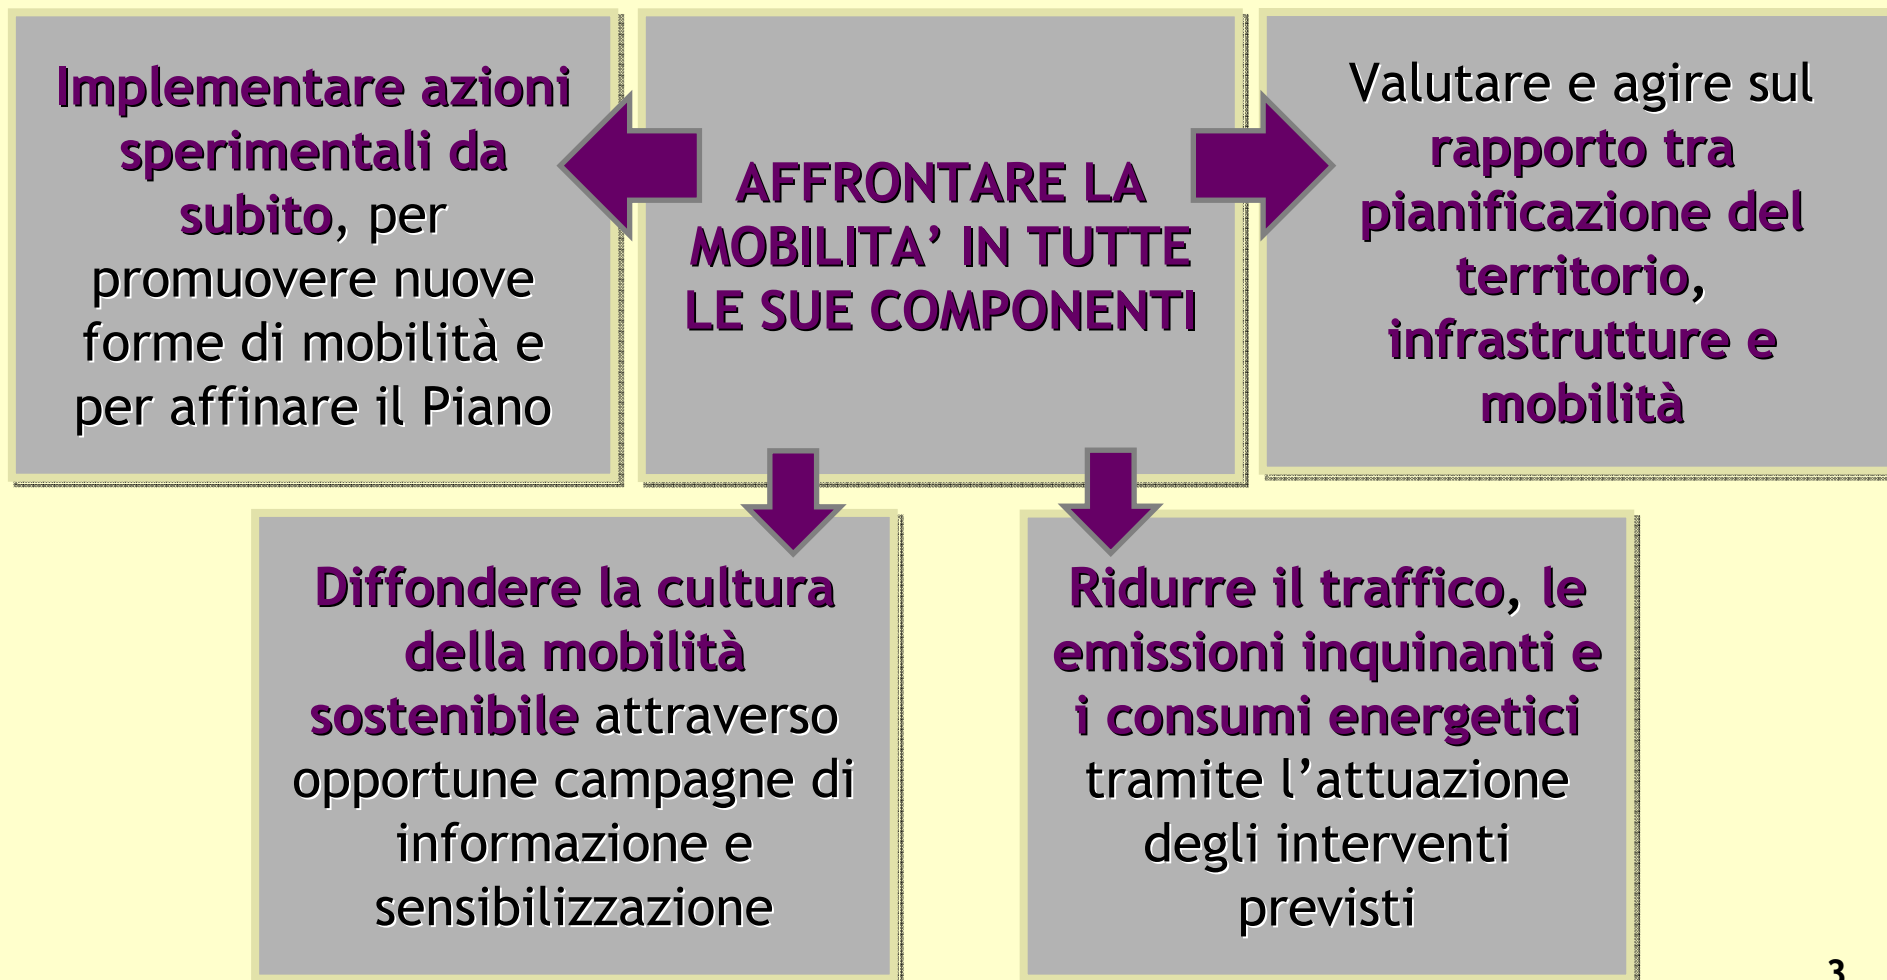 Implementare azioni
sperimentali da
subito, per
promuovere nuove
forme di mobilità e
per affinare il Piano
AFFRONTARE LA
MOBILITA’ IN TUTTE
LE SUE COMPONENTI
Valutare e agire sul
rapporto tra
pianificazione del
territorio,
infrastrutture e
mobilità
Diffondere la cultura
della mobilità
sostenibile attraverso
opportune campagne di
informazione e
sensibilizzazione
Ridurre il traffico, le
emissioni inquinanti e
i consumi energetici
tramite l’attuazione
degli interventi
previsti
3